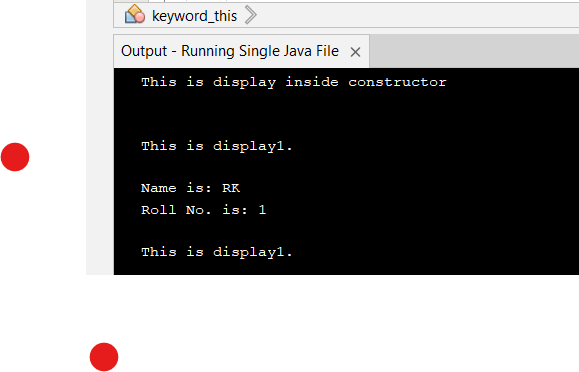 keyword_this
Output - Running Single Java File
This is display inside constructor
This is display1.
Name is: RK
Roll No. is: 1
This is display1.